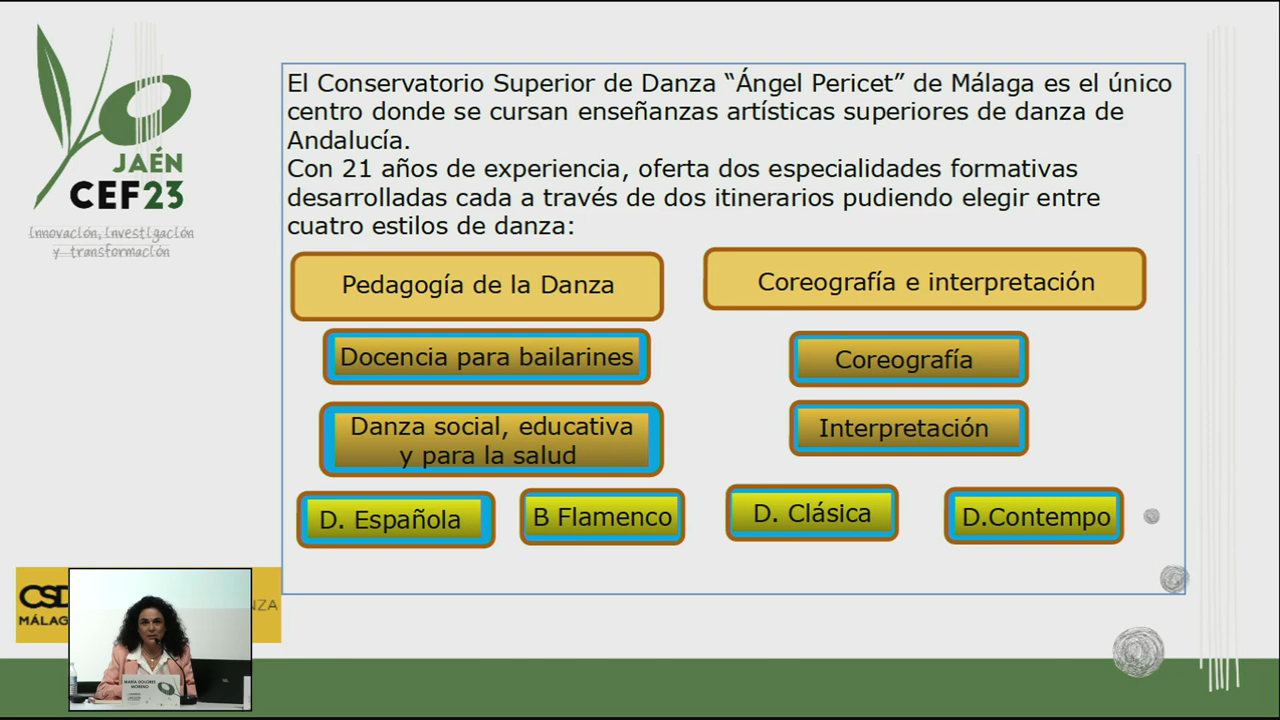 JAÉN
CEF23
innovación, investigación
y transformación
El Conservatorio Superior de Danza “Ángel Pericet” de Málaga es el único
centro donde se cursan enseñanzas artísticas superiores de danza de
Andalucía.
Con 21 años de experiencia, oferta dos especialidades formativas
desarrolladas cada a través de dos itinerarios pudiendo elegir entre
cuatro estilos de danza:
Pedagogía de la Danza
Coreografía e interpretación
Docencia para bailarines
Coreografía
Danza social, educativa
y para la salud
Interpretación
D. Española
B Flamenco
D. Clásica
D.Contempo
CSD
MÁLAG
NZA
MARÍA DOLORES
MORENO